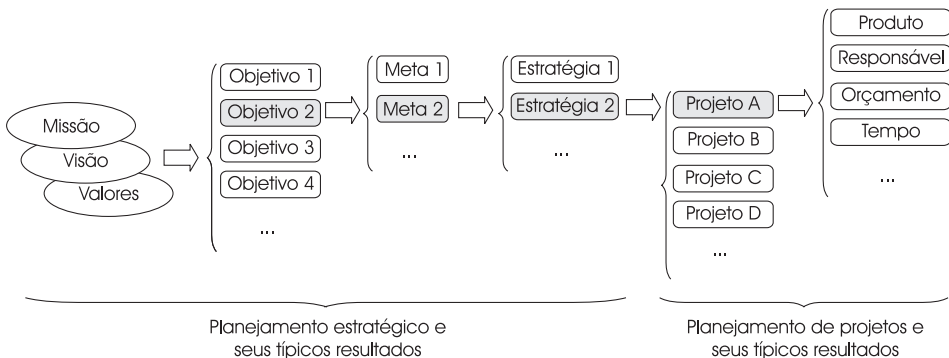 Missão
Visão
Valores
Objetivo 1
Objetivo 2
Objetivo 3
Objetivo 4
...
Meta 1
Meta 2
...
Estratégia 1
Estratégia 2
...
Projeto A
Projeto B
Projeto C
Projeto D
...
Produto
Responsável
Orçamento
Tempo
...
Planejamento estratégico e
seus típicos resultados
Planejamento de projetos e
seus típicos resultados